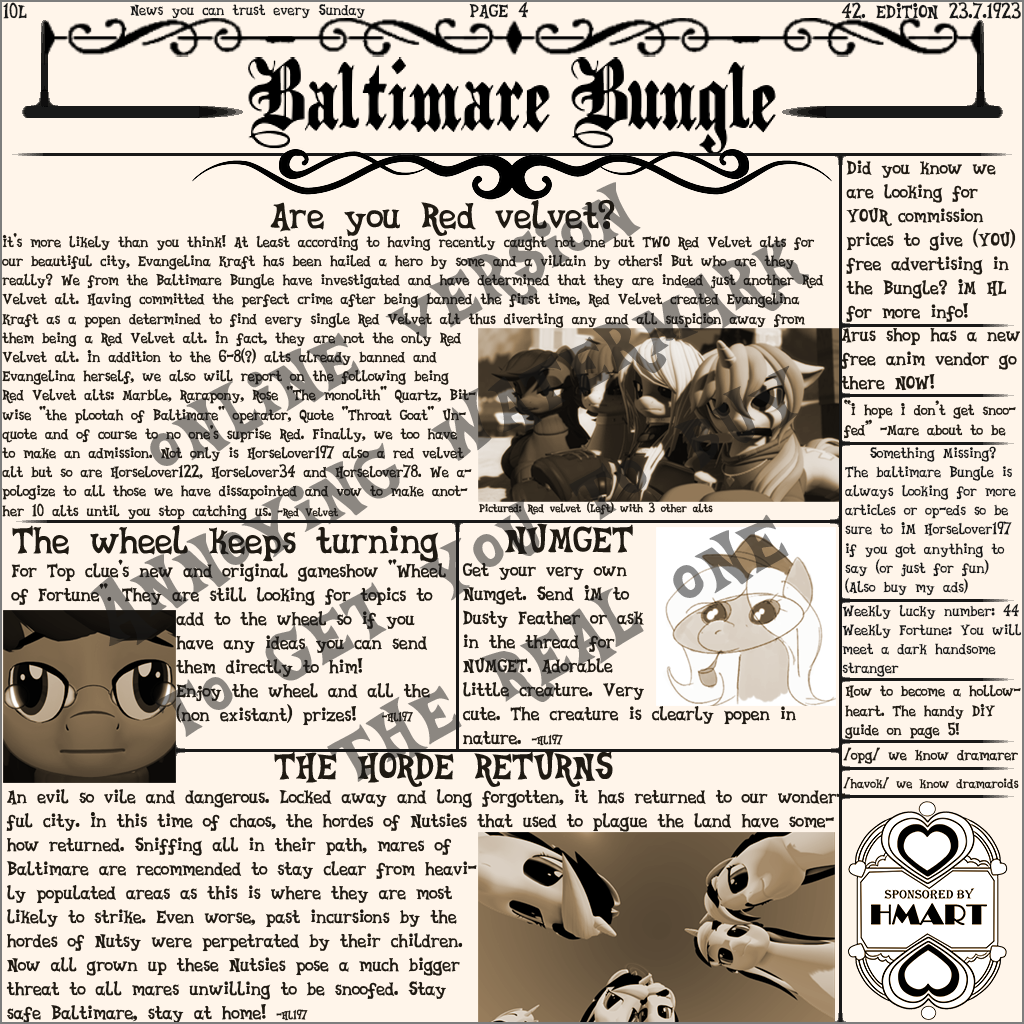 10L
News you can trust every Sunday
PAGE 4
42. EDITION 23.7.1923
Baltimare Bungle
Are you Red velvet?
it's more likely than you think! At least according to having recently caught not one but TWO Red Velvet alts for
our beautiful city, Evangelina Kraft has been hailed a hero by some and a villain by others! But who are they
really? We from the Baltimare Bungle have investigated and have determined that they are indeed just another Red
Velvet alt. Having committed the perfect crime after being banned the first time, Red Velvet created Evangelina
Kraft as a popen determined to find every single Red Velvet alt thus diverting any and all suspicion away from
them being a Red Velvet alt. in fact, they are not the only Red
Velvet alt. in addition to the 6-8(?) alts already banned and
Evangelina herself, we also will report on the following being
Red Velvet alts: Marble, Rarapony, Rose "The monolith" Quartz, Bit-
wise "the plootah of Baltimare" operator, Quote "Throat Goat" Un-
quote and of course to no one's suprise Red. Finally, we too have
to make an admission. Not only is Horselover197 also a red velvet
alt but so are Horselover122, Horselover34 and Horselover78. We a-
pologize to all those we have dissapointed and vow to make anot-
her 10 alts until you stop catching us. -Red Velvet
Pictured: Red velvet (Left) with 3 other alts
The wheel keeps turning
For Top clue's new and original gameshow "Wheel
of Fortune". They are still looking for topics to
add to the wheel so if you
have any ideas you can send
them directly to him!
Enjoy the wheel and all the
(non existant) prizes! -HL197
NUMGET
Get your very own
Numget. Send iM to
Dusty Feather or ask
in the thread for
NUMGET. Adorable
little creature. Very
cute. The creature is clearly popen in
nature. -HL197
THE HORDE RETURNS
An evil so vile and dangerous. Locked away and long forgotten, it has returned to our wonder-
ful city. in this time of chaos, the hordes of Nutsies that used to plague the land have some-
how returned. Sniffing all in their path, mares of
Baltimare are recommended to stay clear from heavi-
ly populated areas as this is where they are most
likely to strike. Even worse, past incursions by the
hordes of Nutsy were perpetrated by their children.
Now all grown up these Nutsies pose a much bigger
threat to all mares unwilling to be snoofed. Stay
safe Baltimare, stay at home! -HL197
Did you know we
are looking for
YOUR commission
prices to give (YOU)
free advertising in
the Bungle? iM HL
for more info!
Arus shop has a new
free anim vendor go
there NOW!
"i hope i don't get snoo-
fed" -Mare about to be
Something Missing?
The baltimare Bungle is
always looking for more
articles or op-eds so be
sure to iM Horselover197
if you got anything to
say (or just for fun)
(Also buy my ads)
Weekly lucky number: 44
Weekly Fortune: You will
meet a dark handsome
stranger
How to become a hollow-
heart. The handy DiY
guide on page 5!
/opg/ we know dramarer
/havok/ we know dramaroids
SPONSORED BY
HMART
ONLINE VERSION
ANNOYING WATERMARK
TO GET YOU TO BUY
THE REAL ONE